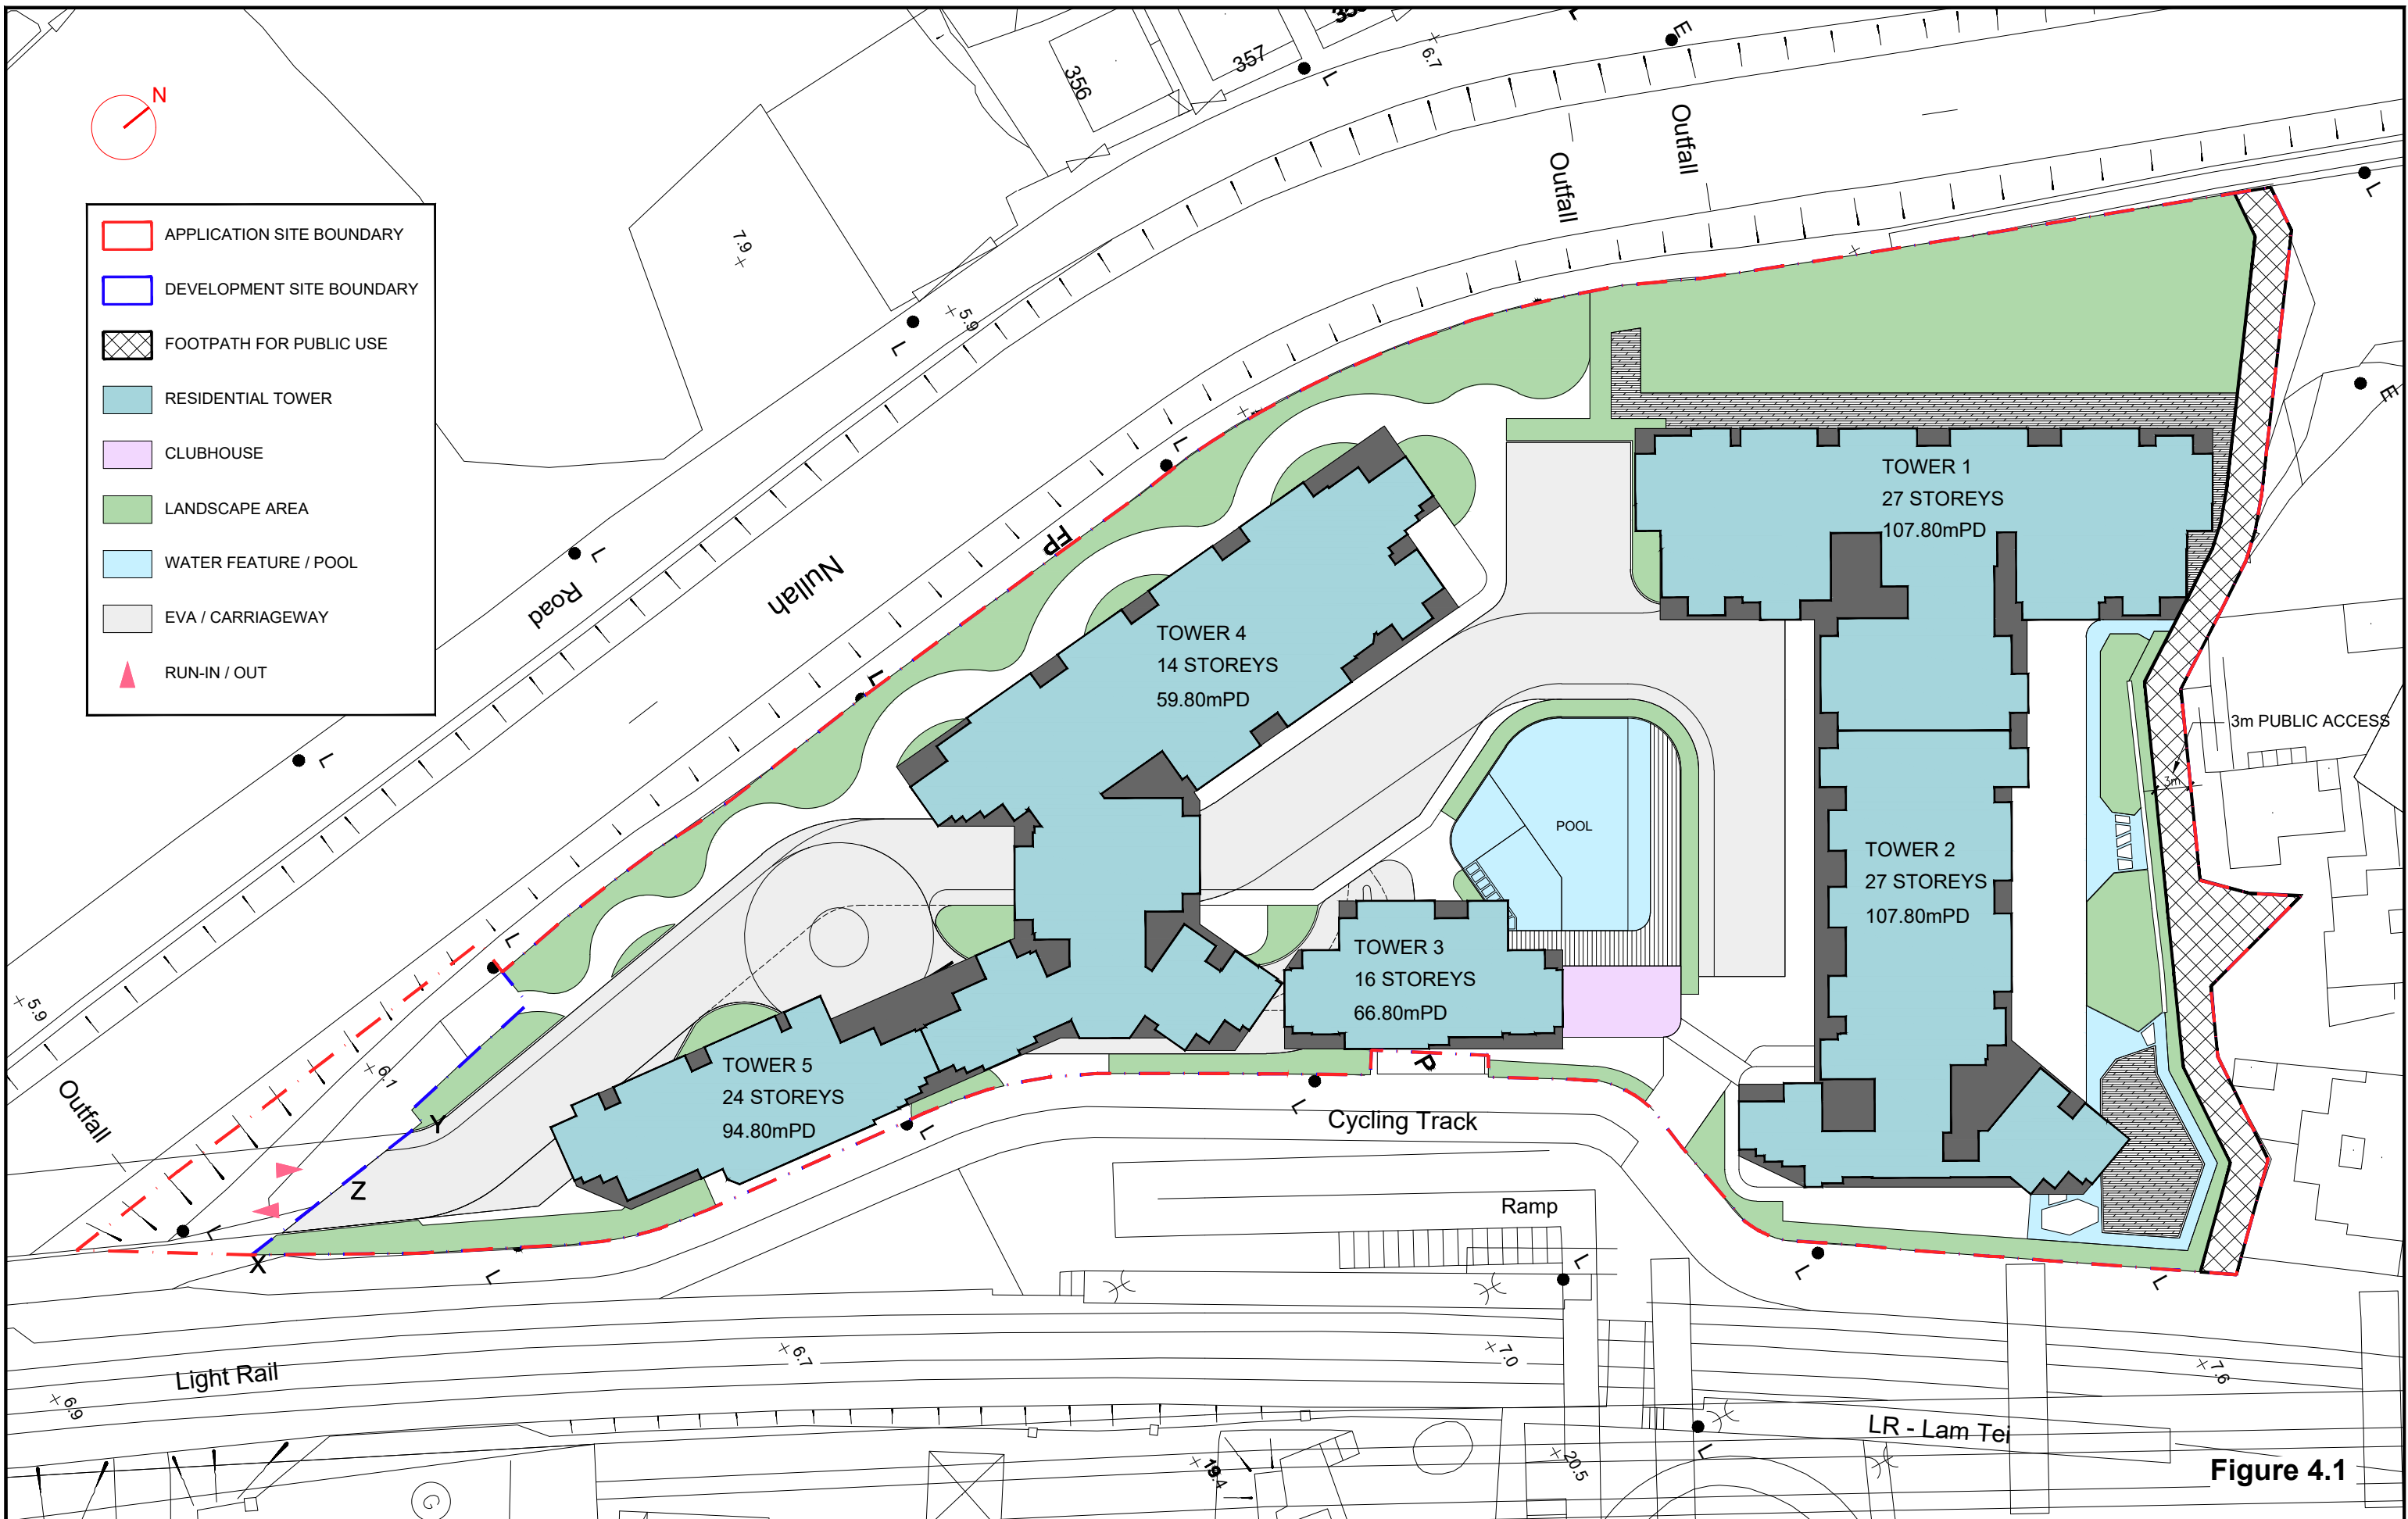 N
APPLICATION SITE BOUNDARY
DEVELOPMENT SITE BOUNDARY
FOOTPATH FOR PUBLIC USE
RESIDENTIAL TOWER
CLUBHOUSE
LANDSCAPE AREA
WATER FEATURE / POOL
EVA / CARRIAGEWAY
RUN-IN / OUT
356
357
6.7
E
L
7.9
5.9
L
Outfall
Outfall
L
E
L
FP
Nullah
Road
L
L
L
TOWER 1
27 STOREYS
107.80mPD
TOWER 4
14 STOREYS
59.80mPD
3m PUBLIC ACCESS
3m
POOL
TOWER 2
27 STOREYS
107.80mPD
TOWER 3
16 STOREYS
66.80mPD
L
5.9
6.1
Outfall
TOWER 5
24 STOREYS
94.80mPD
P
L
L
Cycling Track
Y
Z
X
L
L
Ramp
L
L
L
Light Rail
6.9
6.7
7.0
7.6
LR - Lam Tei
L
19.4
20.5
G
Figure 4.1